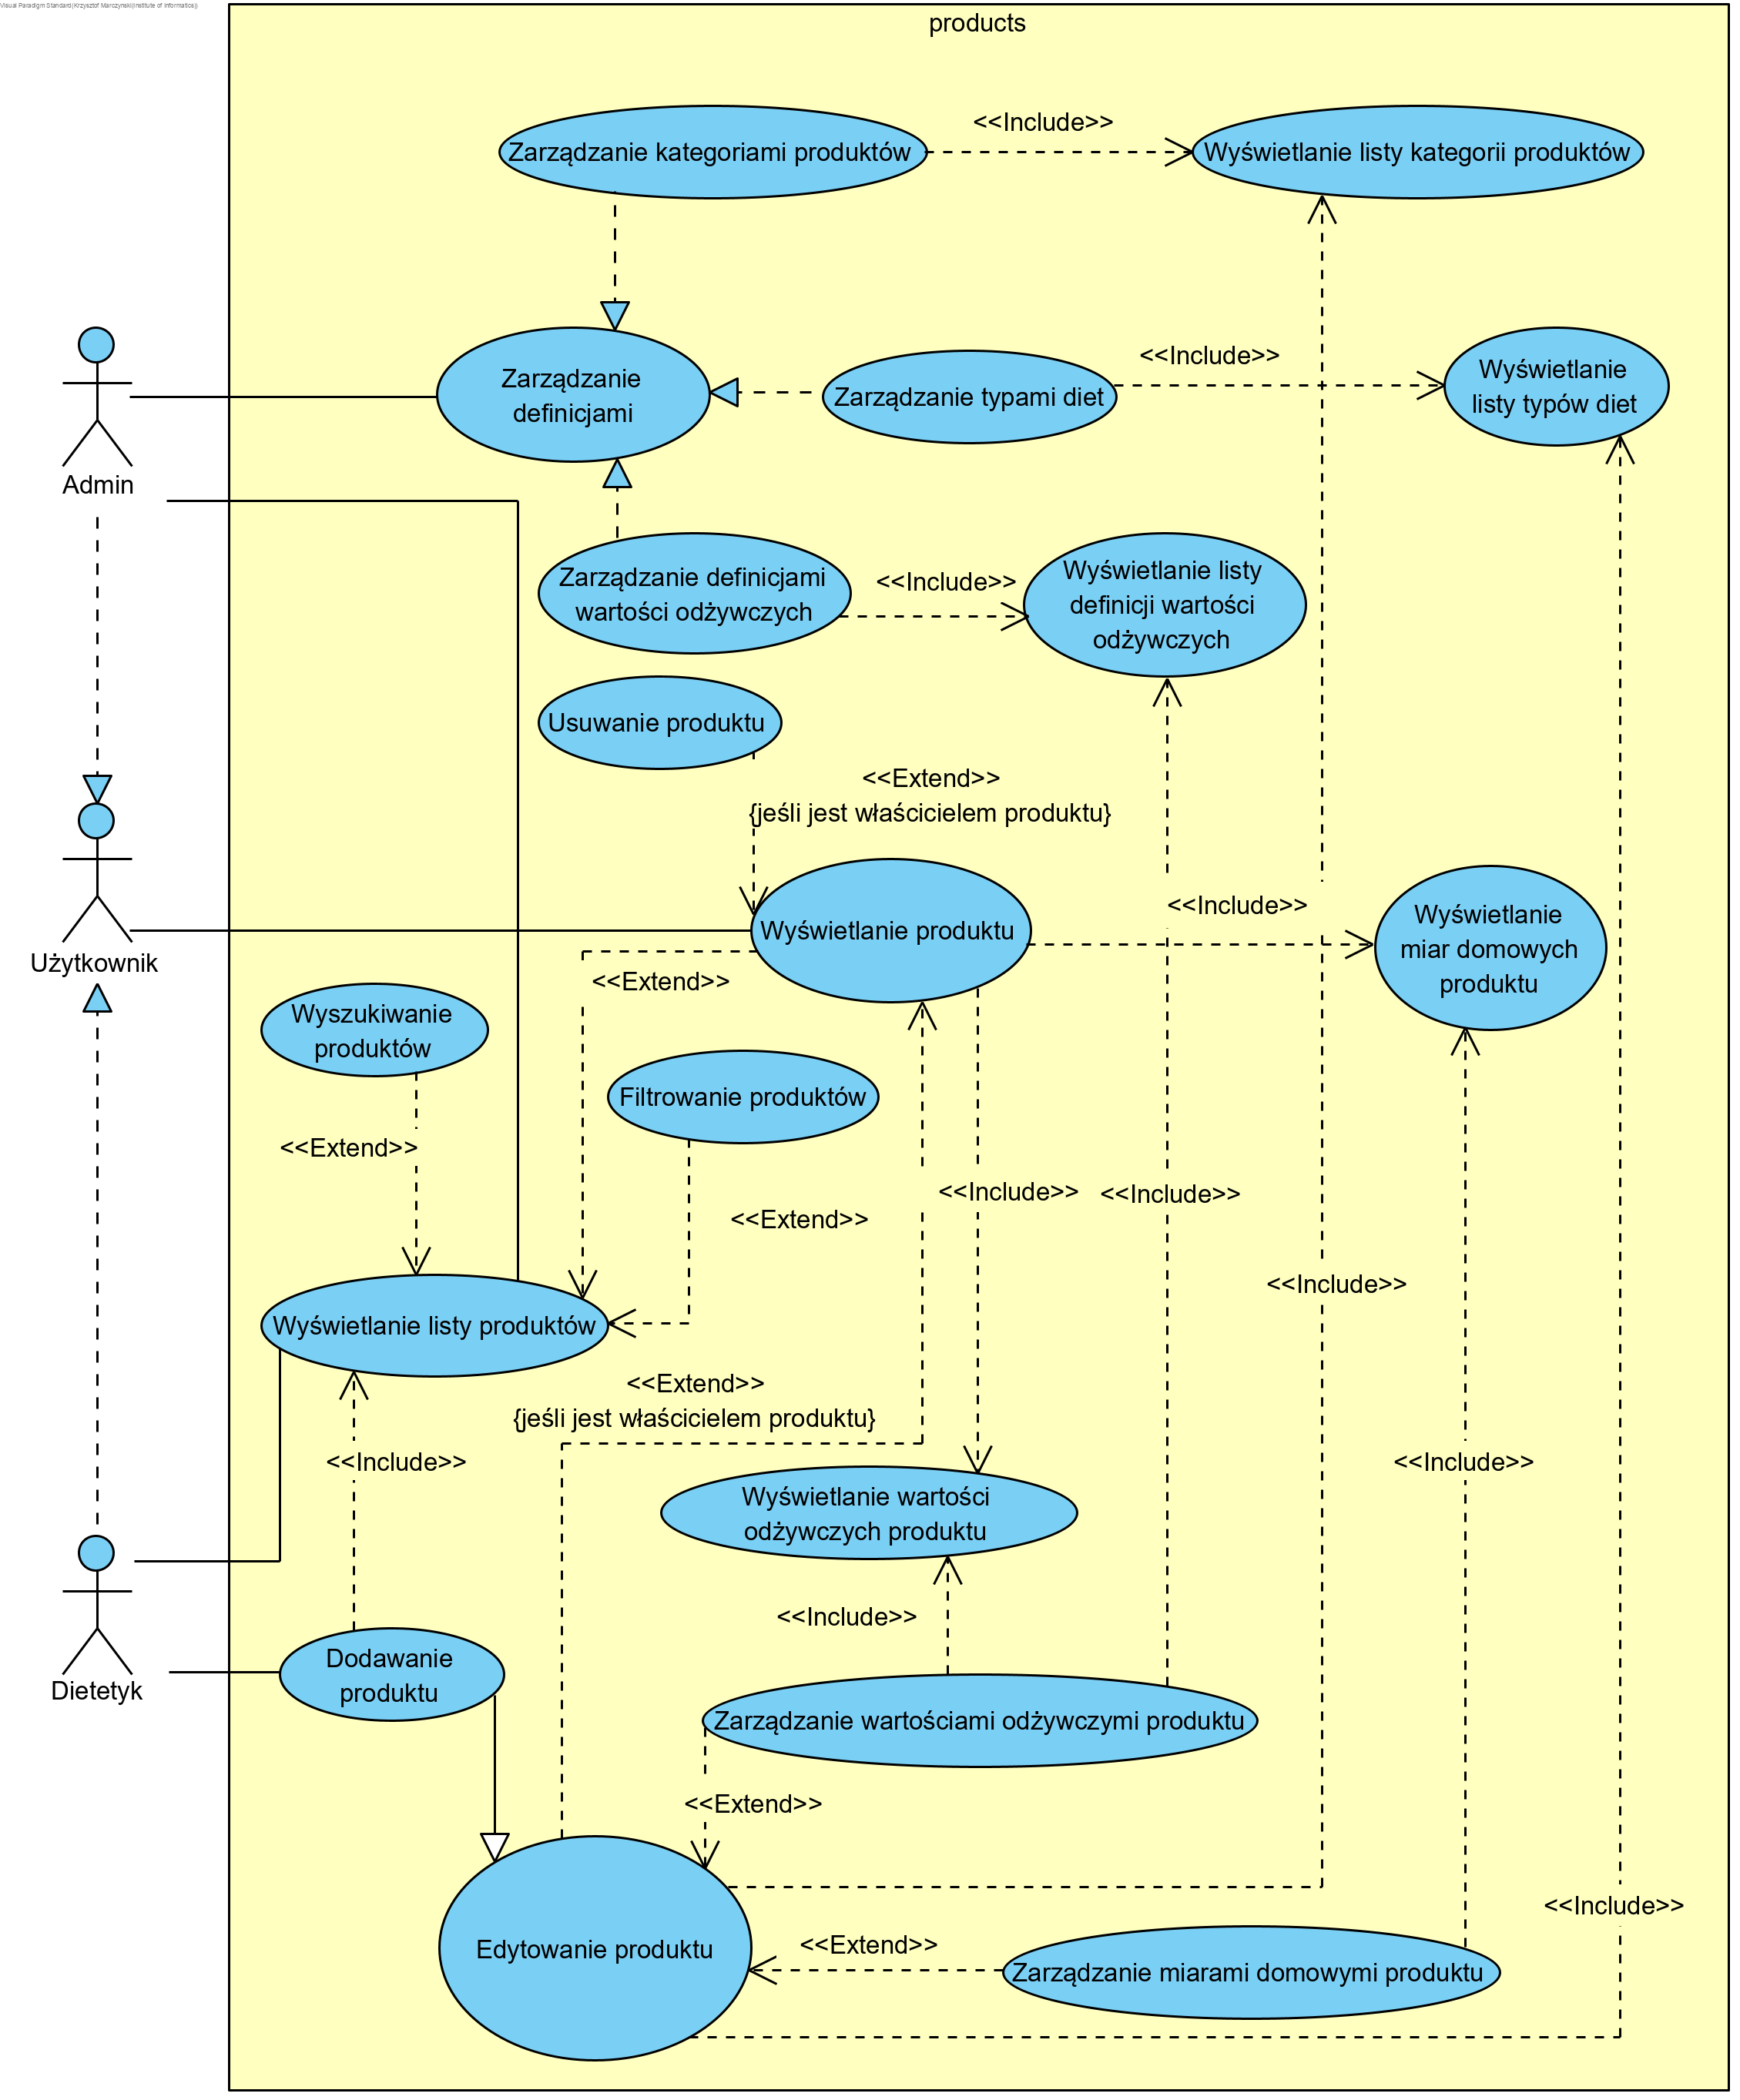 Visual Paradigm Standard(Krzysztof Marczynski(Institute of Informatics))
products
Zarządzanie kategoriami produktów
<<Include>>
Wyświetlanie listy kategorii produktów
Admin
Zarządzanie
definicjami
Zarządzanie typami diet
<<Include>>
Wyświetlanie
listy typów diet
Zarządzanie definicjami
wartości odżywczych
<<Include>>
Wyświetlanie listy
definicji wartości
odżywczych
Usuwanie produktu
<<Extend>>
{jeśli jest właścicielem produktu}
Użytkownik
Wyświetlanie produktu
<<Include>>
Wyświetlanie
miar domowych
produktu
<<Extend>>
Wyszukiwanie
produktów
Filtrowanie produktów
<<Extend>>
<<Extend>>
<<Include>>
<<Include>>
<<Include>>
Wyświetlanie listy produktów
<<Extend>>
{jeśli jest właścicielem produktu}
<<Include>>
<<Include>>
Wyświetlanie wartości
odżywczych produktu
<<Include>>
Dietetyk
Dodawanie
produktu
Zarządzanie wartościami odżywczymi produktu
<<Extend>>
<<Include>>
Edytowanie produktu
<<Extend>>
Zarządzanie miarami domowymi produktu